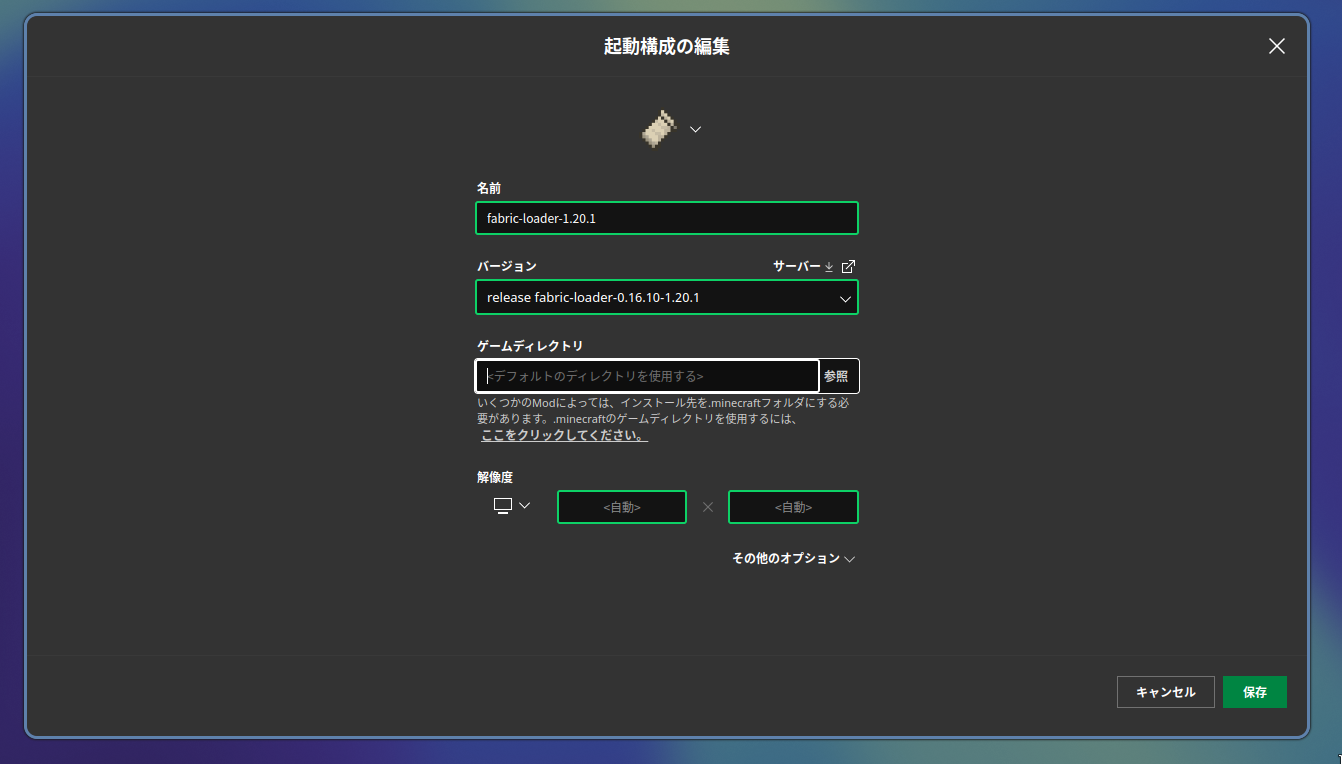 起動構成の編集
名前
fabric-loader-1.20.1
バージョン
サーバー
release fabric-loader-0.16.10-1.20.1
ゲームディレクトリ
<デフォルトのディレクトリを使用する>
参照
いくつかのModによっては、インストール先を.minecraftフォルダにする必
要があります。.minecraftのゲームディレクトリを使用するには、
ここをクリックしてください。
解像度
<自動>
<自動>
その他のオプション
キャンセル
保存